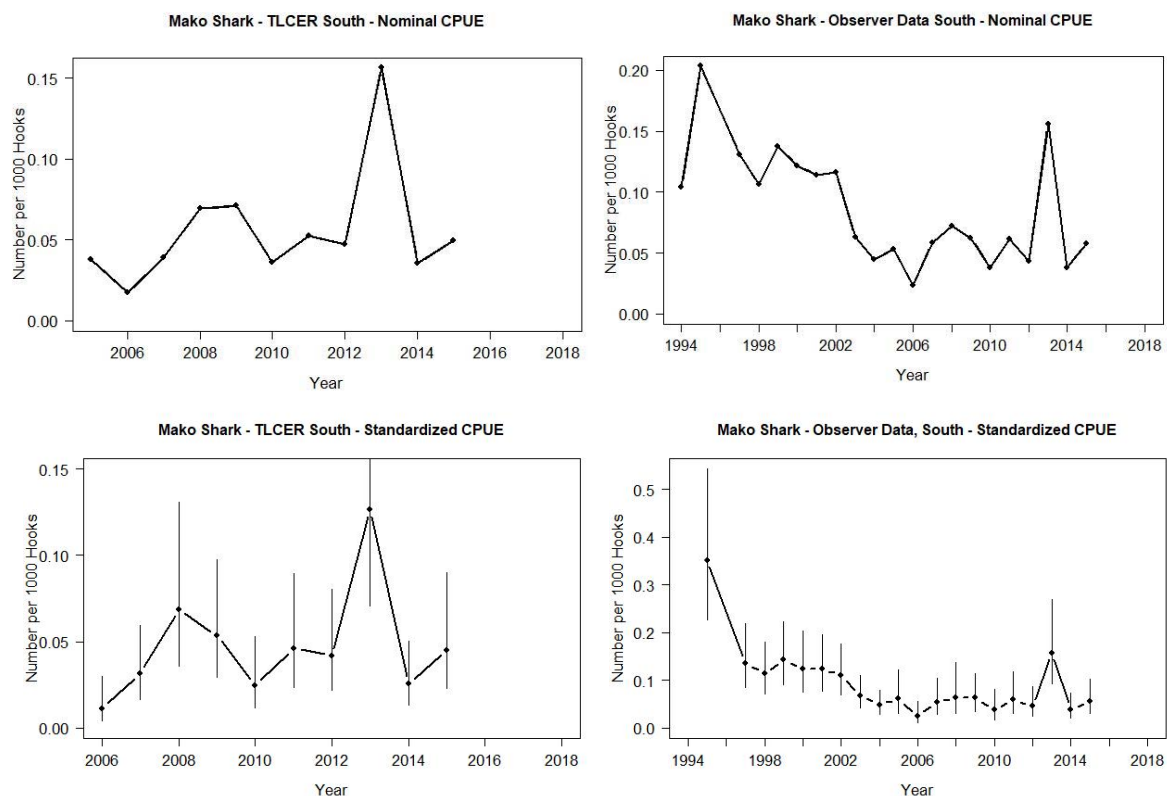 Mako Shark - TLCER South - Nominal CPUE
Number per 1000 Hooks
0.15
0.10
0.05
0.00
2006 2008 2010 2012 2014 2016 2018
Year
Mako Shark - Observer Data South - Nominal CPUE
Number per 1000 Hooks
0.20
0.15
0.10
0.05
0.00
1994 1998 2002 2006 2010 2014 2018
Year
Mako Shark - TLCER South - Standardized CPUE
Number per 1000 Hooks
0.15
0.10
0.05
0.00
2006 2008 2010 2012 2014 2016 2018
Year
Mako Shark - Observer Data, South - Standardized CPUE
Number per 1000 Hooks
0.5
0.4
0.3
0.2
0.1
0.0
1994 1998 2002 2006 2010 2014 2018
Year